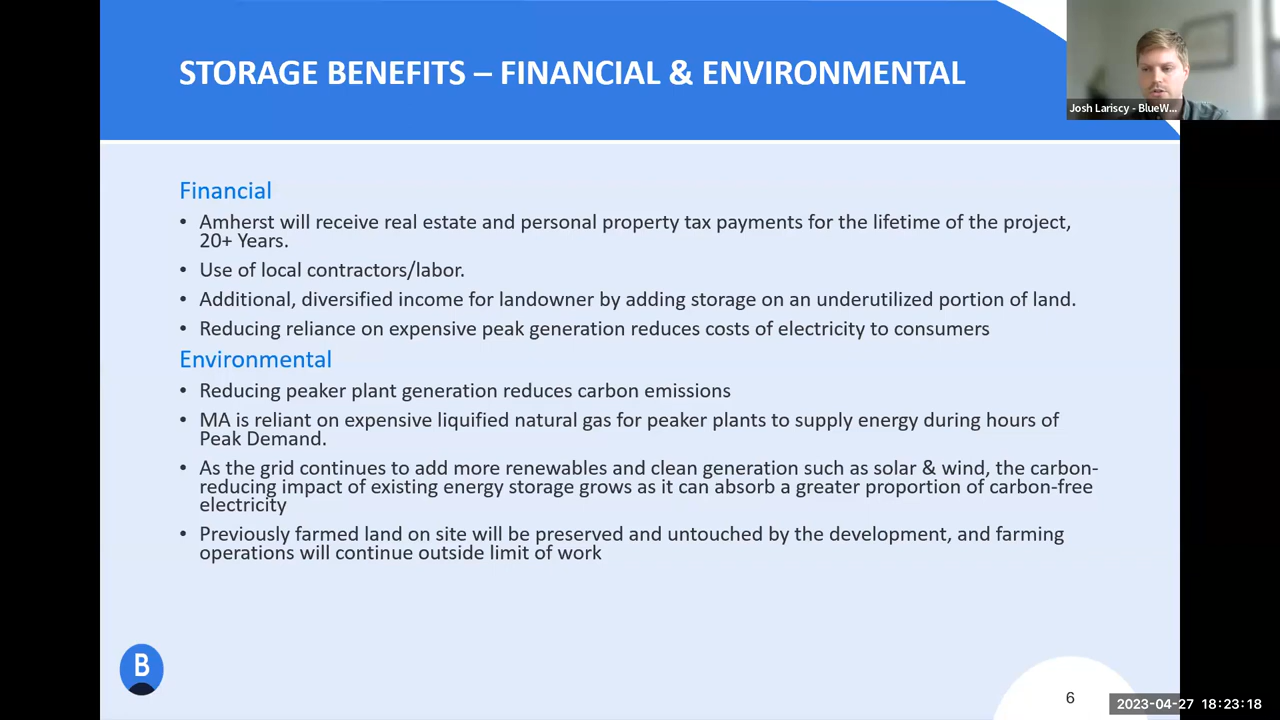 STORAGE BENEFITS – FINANCIAL & ENVIRONMENTAL
Josh Lariscy - BlueW...
Financial
• Amherst will receive real estate and personal property tax payments for the lifetime of the project,
20+ Years.
• Use of local contractors/labor.
• Additional, diversified income for landowner by adding storage on an underutilized portion of land.
• Reducing reliance on expensive peak generation reduces costs of electricity to consumers
Environmental
• Reducing peaker plant generation reduces carbon emissions
• MA is reliant on expensive liquified natural gas for peaker plants to supply energy during hours of
Peak Demand.
• As the grid continues to add more renewables and clean generation such as solar & wind, the carbon-
reducing impact of existing energy storage grows as it can absorb a greater proportion of carbon-free
electricity
• Previously farmed land on site will be preserved and untouched by the development, and farming
operations will continue outside limit of work
B
6
2023-04-27 18:23:18